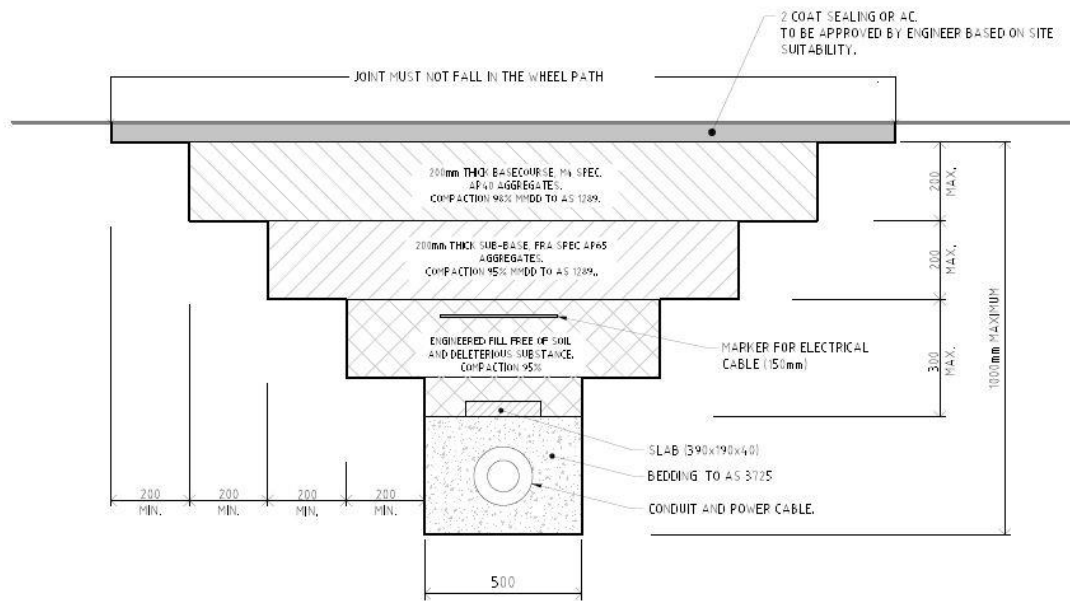 2 COAT SEALING OR AC.
TO BE APPROVED BY ENGINEER BASED ON SITE
SUITABILITY.
JOINT MUST NOT FALL IN THE WHEEL PATH
200mm THICK BASECOURSE, M4 SPEC.
AP40 AGGREGATES.
COMPACTION 98% MMDD TO AS 1289.
200
MAX.
200mm THICK SUB-BASE, FRA SPEC AP65
AGGREGATES.
COMPACTION 95% MMDD TO AS 1289..
200
MAX.
ENGINEERED FILL FREE OF SOIL
AND DELETERIOUS SUBSTANCE.
COMPACTION 95%
MARKER FOR ELECTRICAL
CABLE (150mm)
300
MAX.
1000mm MAXIMUM
SLAB (390x190x40)
BEDDING TO AS 3725
CONDUIT AND POWER CABLE.
200
MIN.
200
MIN.
200
MIN.
200
MIN.
500